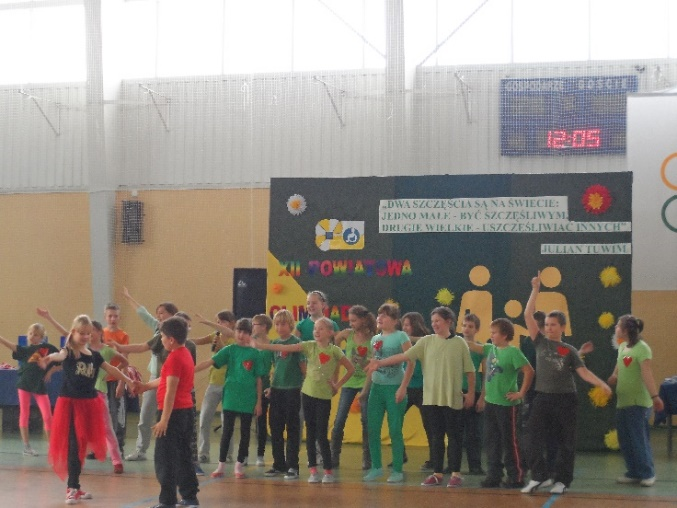 GOSPODARZE GOŚCIE
12:05
„DWA SZCZĘŚCIA SĄ NA ŚWIECIE:
JEDNO MAŁE - BYĆ SZCZĘŚLIWYM,
DRUGIE WIELKIE - USZCZĘŚLIWIAĆ INNYCH”
JULIAN TUWIM
XII POWIATOWA